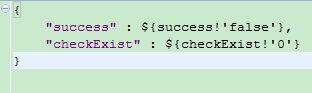 {
"success" : ${success!'false'},
"checkExist" : ${checkExist!'0'}
}